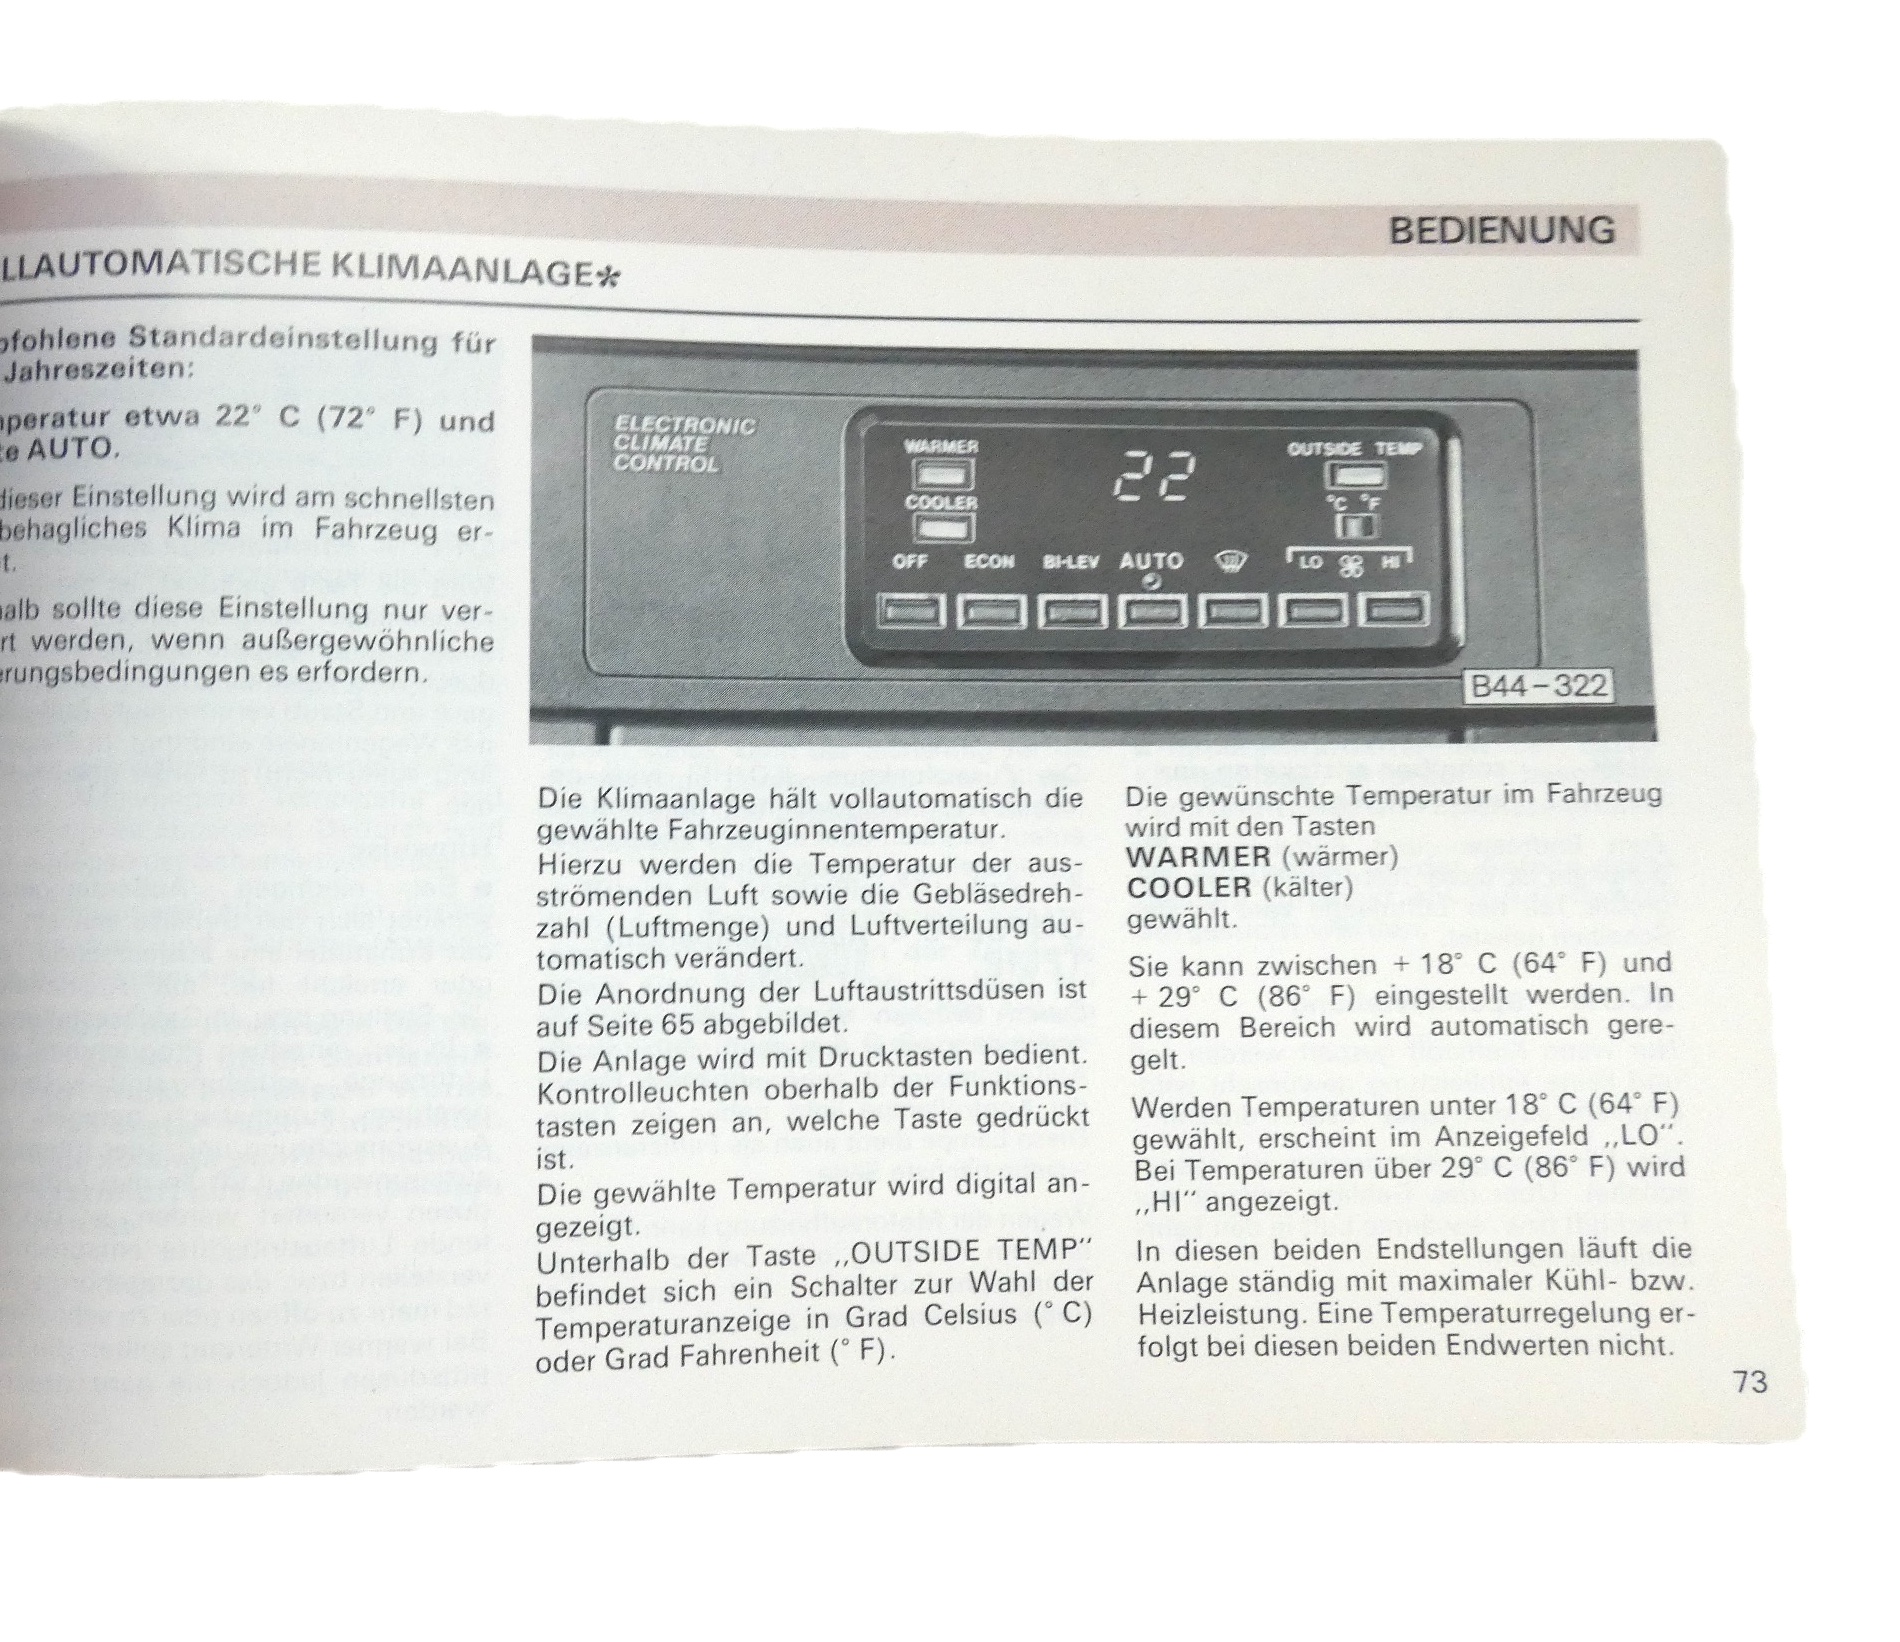 BEDIENUNG
LLAUTOMATISCHE KLIMAANLAGE*
pfohlene Standardeinstellung für
Jahreszeiten:
peratur etwa 22° C (72° F) und
te AUTO.
dieser Einstellung wird am schnellsten
behagliches Klima im Fahrzeug er-
t.
halb sollte diese Einstellung nur ver-
rt werden, wenn außergewöhnliche
erungsbedingungen es erfordern.
ELECTRONIC
CLIMATE
CONTROL
WARMER
COOLER
22
OUTSIDE TEMP
°C °F
OFF ECON BI-LEV AUTO LO HI
B44-322
Die Klimaanlage hält vollautomatisch die
gewählte Fahrzeuginnentemperatur.
Hierzu werden die Temperatur der aus-
strömenden Luft sowie die Gebläsedreh-
zahl (Luftmenge) und Luftverteilung au-
tomatisch verändert.
Die Anordnung der Luftaustrittsdüsen ist
auf Seite 65 abgebildet.
Die Anlage wird mit Drucktasten bedient.
Kontrolleuchten oberhalb der Funktions-
tasten zeigen an, welche Taste gedrückt
ist.
Die gewählte Temperatur wird digital an-
gezeigt.
Unterhalb der Taste „OUTSIDE TEMP“
befindet sich ein Schalter zur Wahl der
Temperaturanzeige in Grad Celsius (° C)
oder Grad Fahrenheit (° F).
Die gewünschte Temperatur im Fahrzeug
wird mit den Tasten
WARMER (wärmer)
COOLER (kälter)
gewählt.
Sie kann zwischen + 18° C (64° F) und
+ 29° C (86° F) eingestellt werden. In
diesem Bereich wird automatisch gere-
gelt.
Werden Temperaturen unter 18° C (64° F)
gewählt, erscheint im Anzeigefeld „LO“.
Bei Temperaturen über 29° C (86° F) wird
„HI“ angezeigt.
In diesen beiden Endstellungen läuft die
Anlage ständig mit maximaler Kühl- bzw.
Heizleistung. Eine Temperaturregelung er-
folgt bei diesen beiden Endwerten nicht.
73